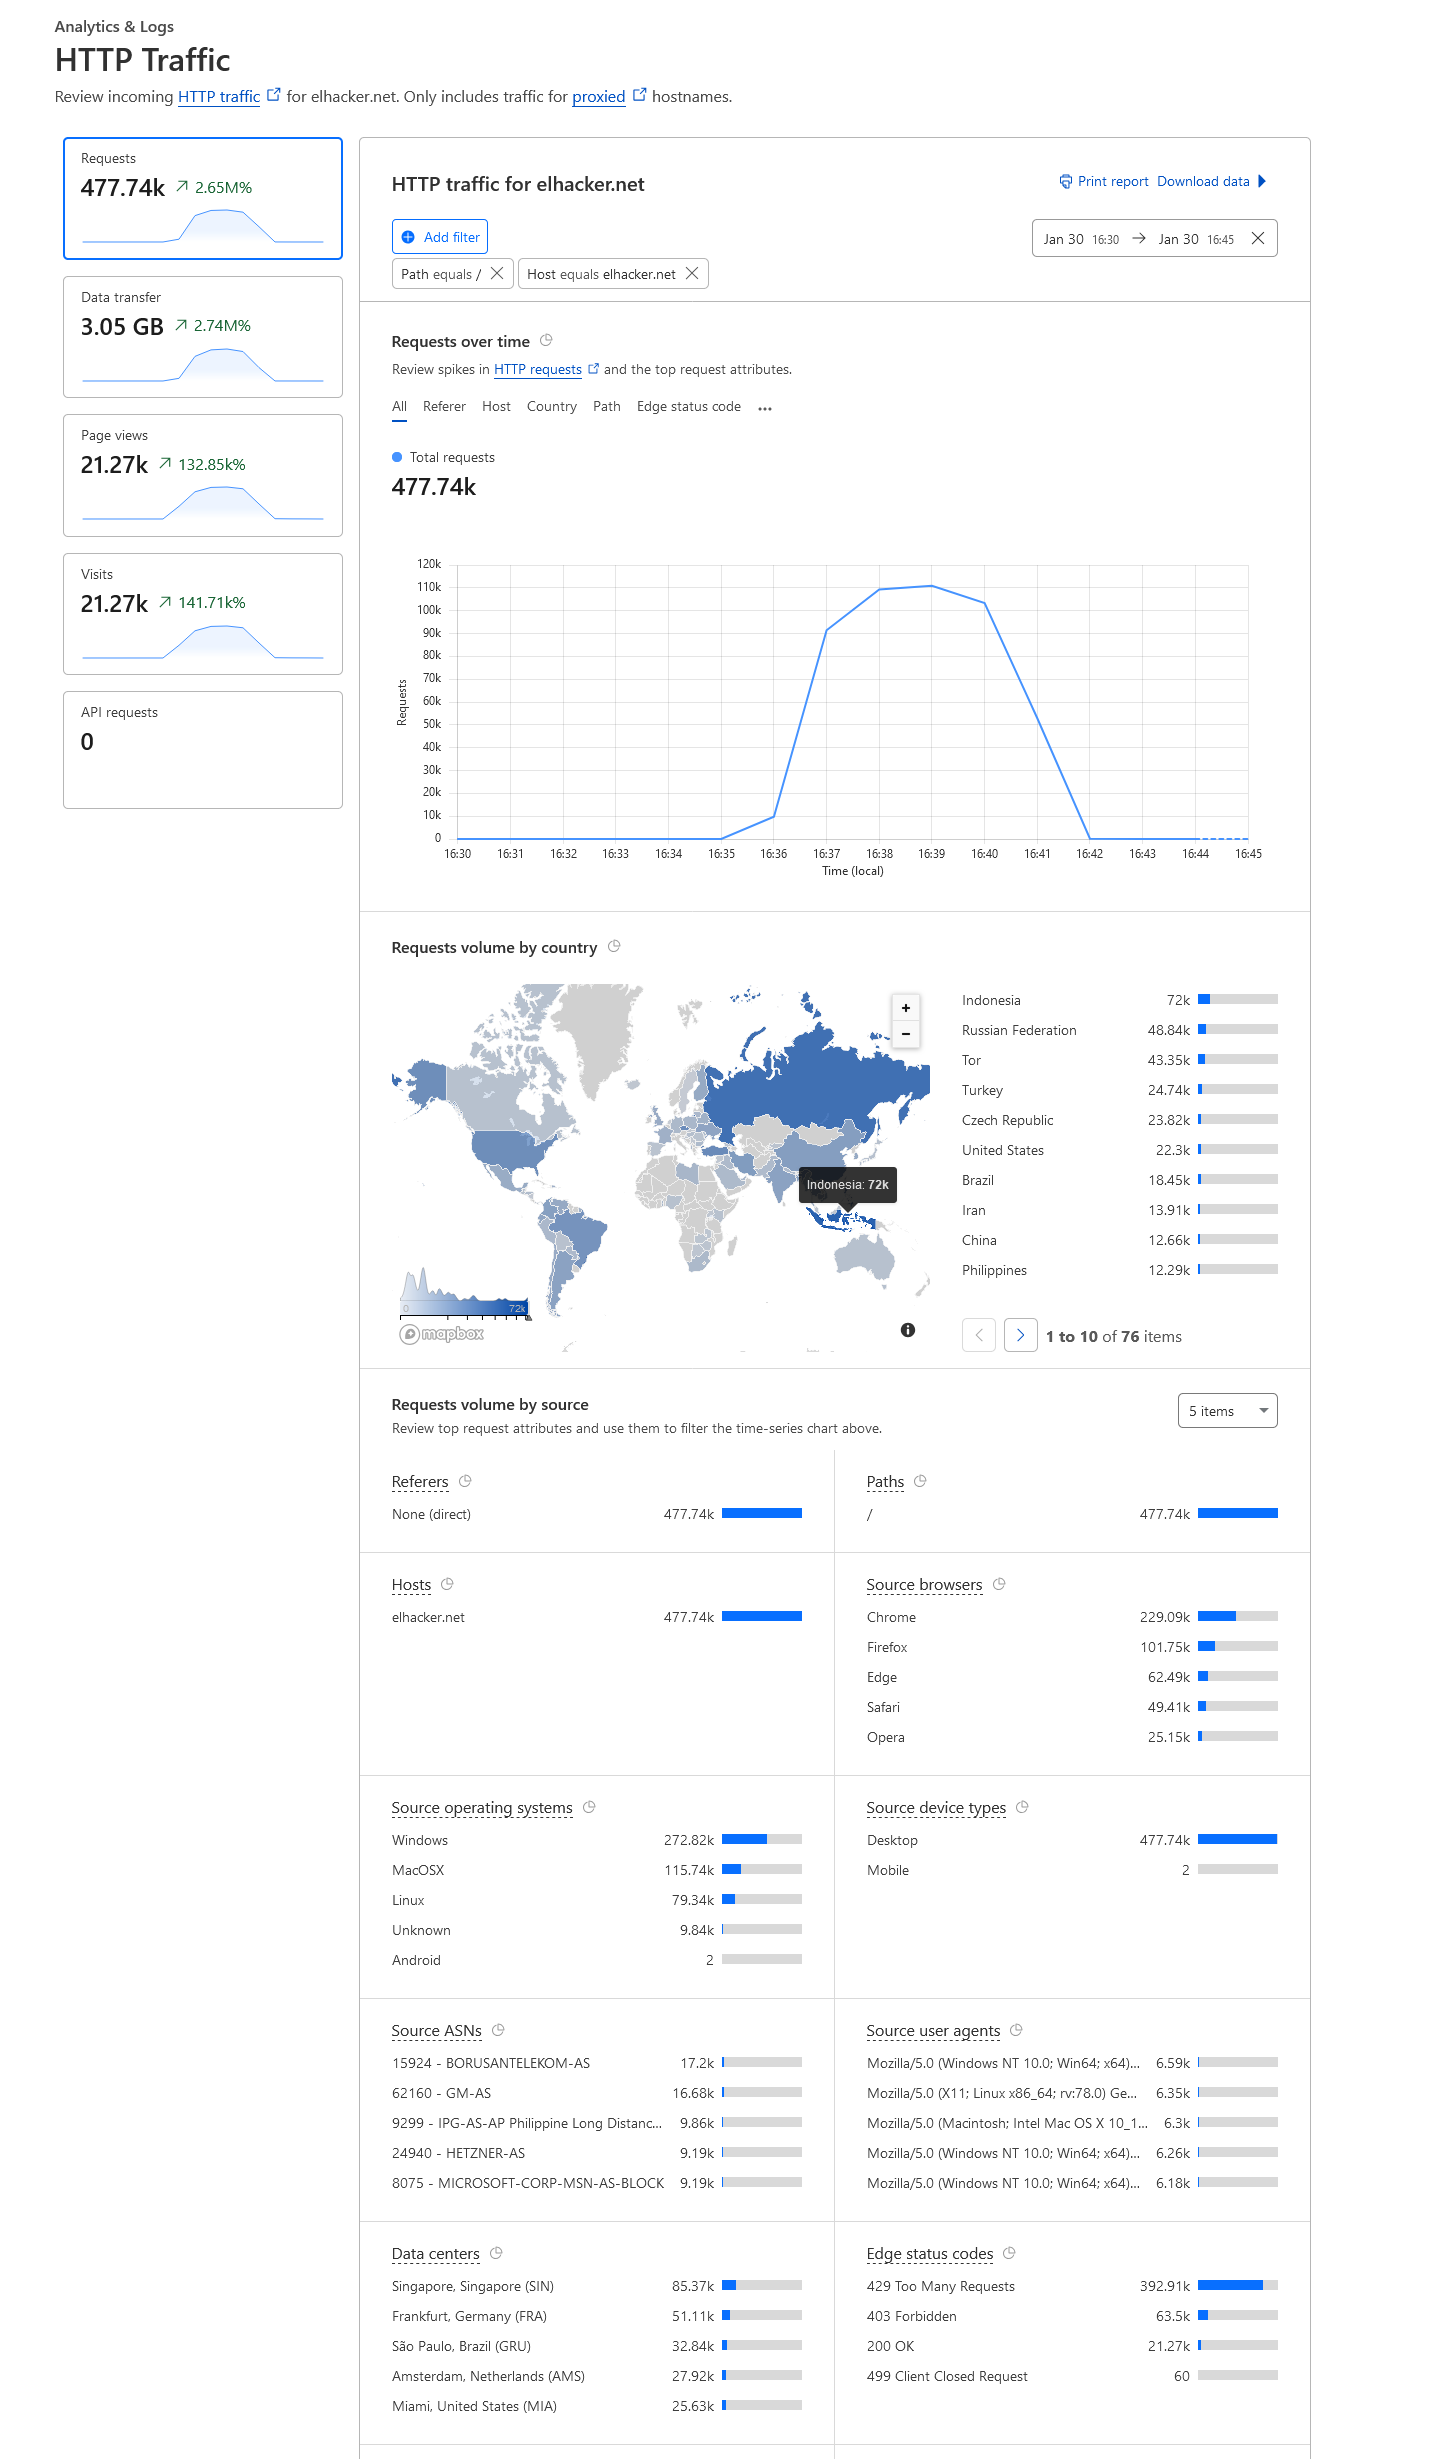 Analytics & Logs
HTTP Traffic
Review incoming HTTP traffic for elhacker.net. Only includes traffic for proxied hostnames.
Requests
477.74k 2.65M%
Data transfer
3.05 GB 2.74M%
Page views
21.27k 132.85k%
Visits
21.27k 141.71k%
API requests
0
HTTP traffic for elhacker.net
Print report Download data
Add filter
Jan 30 16:30 → Jan 30 16:45
Path equals / Host equals elhacker.net
Requests over time
Review spikes in HTTP requests and the top request attributes.
All Referer Host Country Path Edge status code ...
Total requests
477.74k
120k
110k
100k
90k
80k
70k
60k
50k
40k
30k
20k
10k
0
Requests
16:30 16:31 16:32 16:33 16:34 16:35 16:36 16:37 16:38 16:39 16:40 16:41 16:42 16:43 16:44 16:45
Time (local)
Requests volume by country
+
−
Indonesia: 72k
0 72k
mapbox
Indonesia 72k
Russian Federation 48.84k
Tor 43.35k
Turkey 24.74k
Czech Republic 23.82k
United States 22.3k
Brazil 18.45k
Iran 13.91k
China 12.66k
Philippines 12.29k
1 to 10 of 76 items
Requests volume by source
Review top request attributes and use them to filter the time-series chart above.
5 items
Referers
None (direct) 477.74k
Paths
/ 477.74k
Hosts
elhacker.net 477.74k
Source browsers
Chrome 229.09k
Firefox 101.75k
Edge 62.49k
Safari 49.41k
Opera 25.15k
Source operating systems
Windows 272.82k
MacOSX 115.74k
Linux 79.34k
Unknown 9.84k
Android 2
Source device types
Desktop 477.74k
Mobile 2
Source ASNs
15924 - BORUSANTELEKOM-AS 17.2k
62160 - GM-AS 16.68k
9299 - IPG-AS-AP Philippine Long Distanc... 9.86k
24940 - HETZNER-AS 9.19k
8075 - MICROSOFT-CORP-MSN-AS-BLOCK 9.19k
Source user agents
Mozilla/5.0 (Windows NT 10.0; Win64; x64)... 6.59k
Mozilla/5.0 (X11; Linux x86_64; rv:78.0) Ge... 6.35k
Mozilla/5.0 (Macintosh; Intel Mac OS X 10_1... 6.3k
Mozilla/5.0 (Windows NT 10.0; Win64; x64)... 6.26k
Mozilla/5.0 (Windows NT 10.0; Win64; x64)... 6.18k
Data centers
Singapore, Singapore (SIN) 85.37k
Frankfurt, Germany (FRA) 51.11k
São Paulo, Brazil (GRU) 32.84k
Amsterdam, Netherlands (AMS) 27.92k
Miami, United States (MIA) 25.63k
Edge status codes
429 Too Many Requests 392.91k
403 Forbidden 63.5k
200 OK 21.27k
499 Client Closed Request 60